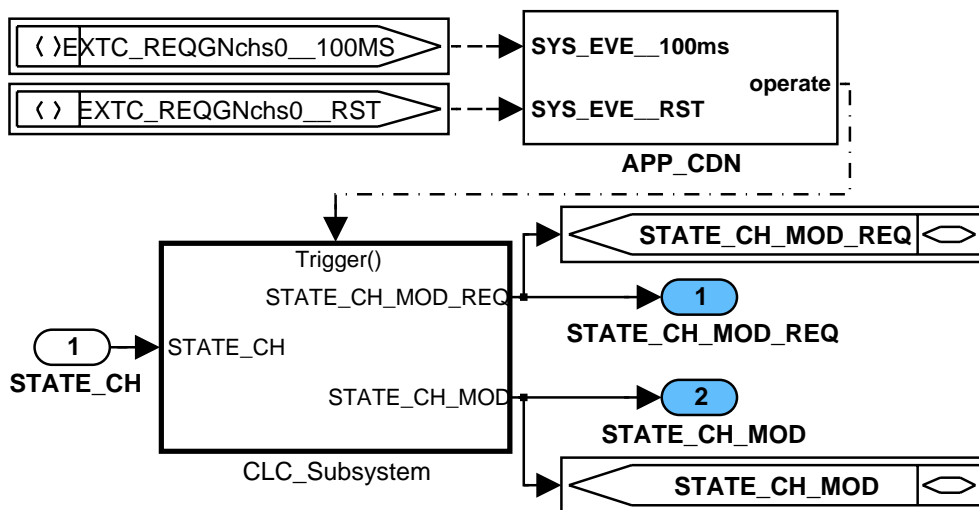 EXTC_REQGNchs0__100MS
SYS_EVE__100ms
operate
EXTC_REQGNchs0__RST
SYS_EVE__RST
APP_CDN
STATE_CH_MOD_REQ
Trigger()
STATE_CH_MOD_REQ
1
STATE_CH_MOD_REQ
1
STATE_CH
STATE_CH
STATE_CH_MOD
2
STATE_CH_MOD
CLC_Subsystem
STATE_CH_MOD